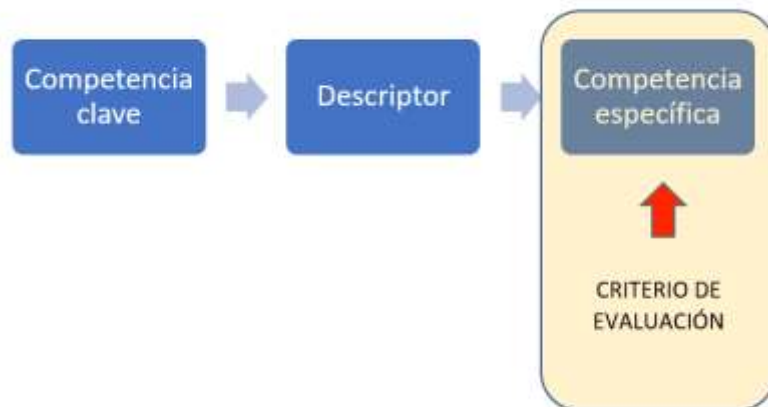 Competencia
clave
Descriptor
Competencia
específica
CRITERIO DE
EVALUACIÓN